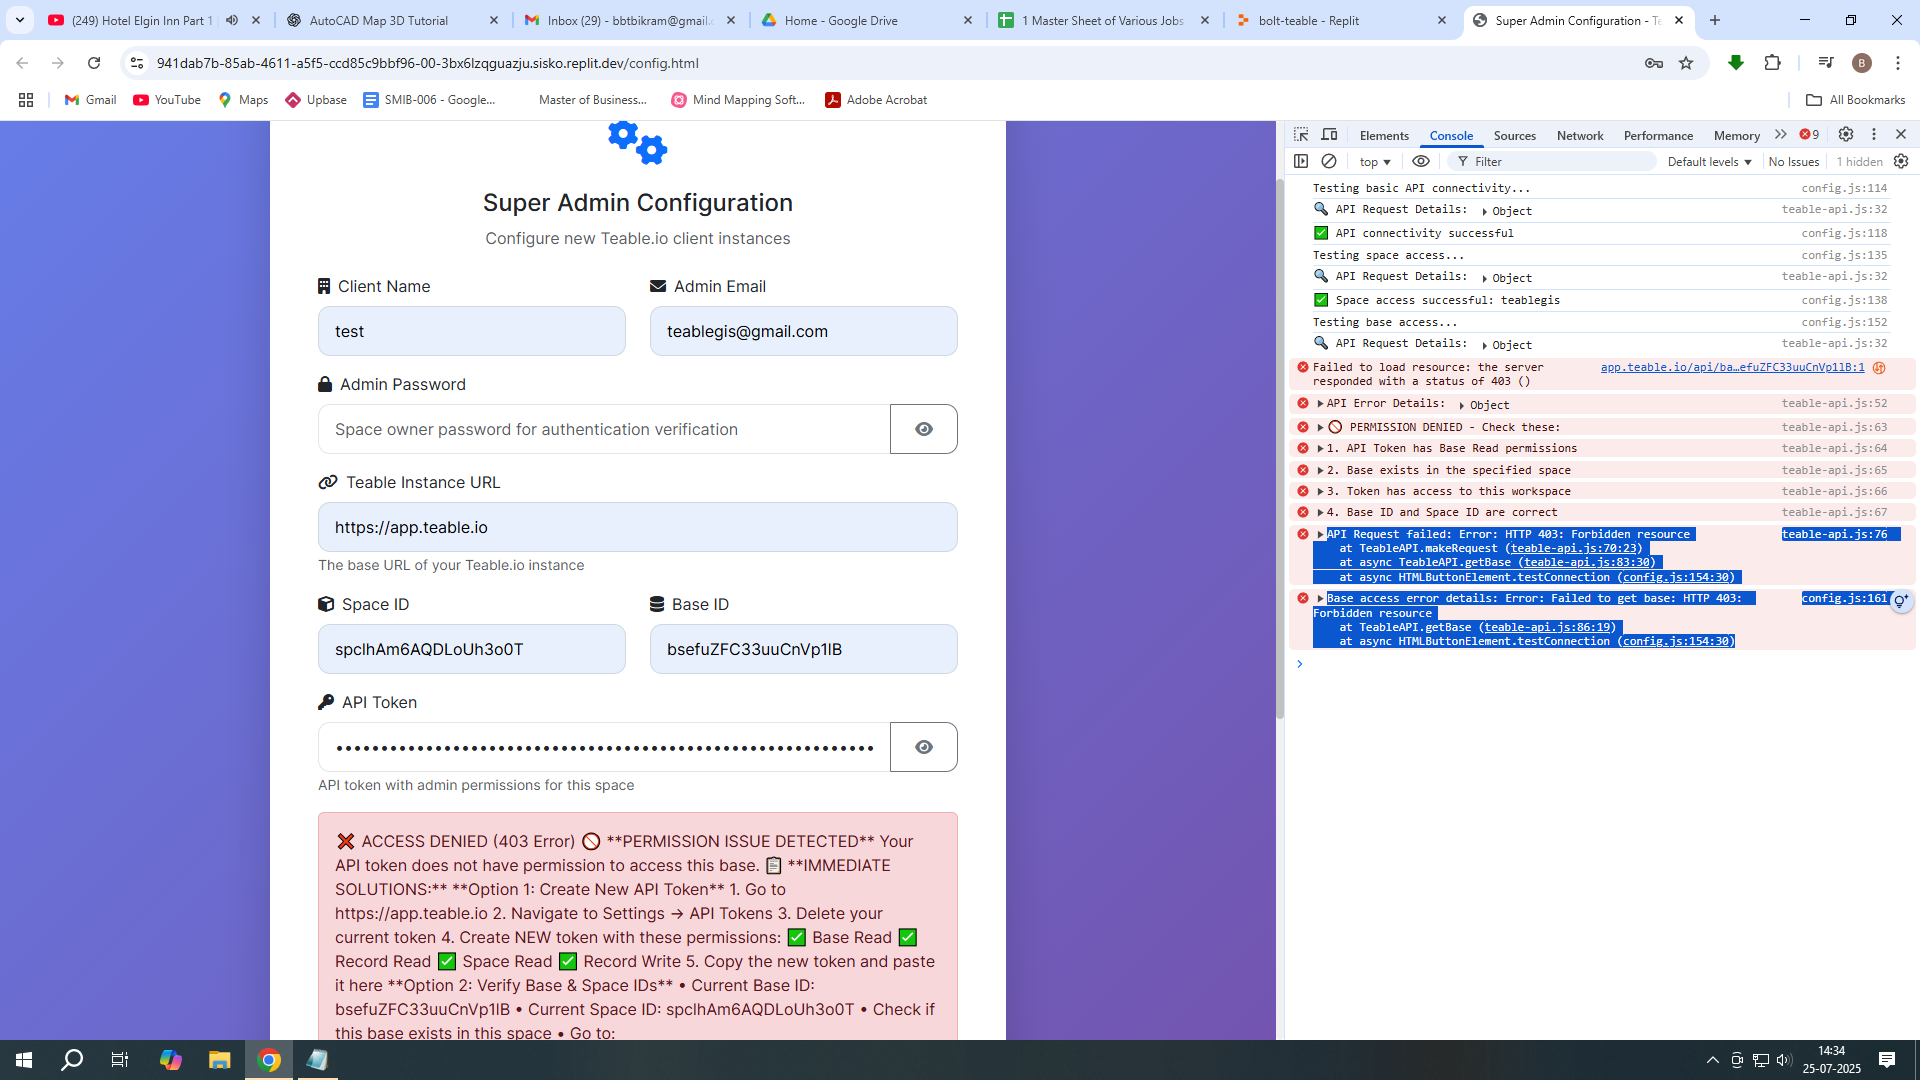 (249) Hotel Elgin Inn Part 1
AutoCAD Map 3D Tutorial
Inbox (29) - bbtbikram@gmail.c
Home - Google Drive
1 Master Sheet of Various Jobs
bolt-teable - Replit
Super Admin Configuration - Te
941dab7b-85ab-4611-a5f5-ccd85c9bbf96-00-3bx6lzqguazju.sisko.replit.dev/config.html
B
Gmail
YouTube
Maps
Upbase
SMIB-006 - Google...
Master of Business...
Mind Mapping Soft...
Adobe Acrobat
All Bookmarks
Super Admin Configuration
Configure new Teable.io client instances
Client Name
Admin Email
test
teablegis@gmail.com
Admin Password
Space owner password for authentication verification
Teable Instance URL
https://app.teable.io
The base URL of your Teable.io instance
Space ID
Base ID
spclhAm6AQDLoUh3o0T
bsefuZFC33uuCnVp1lB
API Token
••••••••••••••••••••••••••••••••••••••••••••••••••••••••••••
API token with admin permissions for this space
❌ ACCESS DENIED (403 Error) 🚫 **PERMISSION ISSUE DETECTED** Your
API token does not have permission to access this base. 📋 **IMMEDIATE
SOLUTIONS:** **Option 1: Create New API Token** 1. Go to
https://app.teable.io 2. Navigate to Settings → API Tokens 3. Delete your
current token 4. Create NEW token with these permissions: ✅ Base Read ✅
Record Read ✅ Space Read ✅ Record Write 5. Copy the new token and paste
it here **Option 2: Verify Base & Space IDs** • Current Base ID:
bsefuZFC33uuCnVp1lB • Current Space ID: spclhAm6AQDLoUh3o0T • Check if
this base exists in this space • Go to:
Elements
Console
Sources
Network
Performance
Memory
9
top
Filter
Default levels
No Issues
1 hidden
Testing basic API connectivity... config.js:114
🔍 API Request Details: ▸ Object teable-api.js:32
✅ API connectivity successful config.js:118
Testing space access... config.js:135
🔍 API Request Details: ▸ Object teable-api.js:32
✅ Space access successful: teablegis config.js:138
Testing base access... config.js:152
🔍 API Request Details: ▸ Object teable-api.js:32
Failed to load resource: the server app.teable.io/api/ba…efuZFC33uuCnVp1lB:1
responded with a status of 403 ()
▸API Error Details: ▸ Object teable-api.js:52
▸🚫 PERMISSION DENIED - Check these: teable-api.js:63
▸1. API Token has Base Read permissions teable-api.js:64
▸2. Base exists in the specified space teable-api.js:65
▸3. Token has access to this workspace teable-api.js:66
▸4. Base ID and Space ID are correct teable-api.js:67
▸API Request failed: Error: HTTP 403: Forbidden resource teable-api.js:76
at TeableAPI.makeRequest (teable-api.js:70:23)
at async TeableAPI.getBase (teable-api.js:83:30)
at async HTMLButtonElement.testConnection (config.js:154:30)
▸Base access error details: Error: Failed to get base: HTTP 403: config.js:161
Forbidden resource
at TeableAPI.getBase (teable-api.js:86:19)
at async HTMLButtonElement.testConnection (config.js:154:30)
14:34
25-07-2025